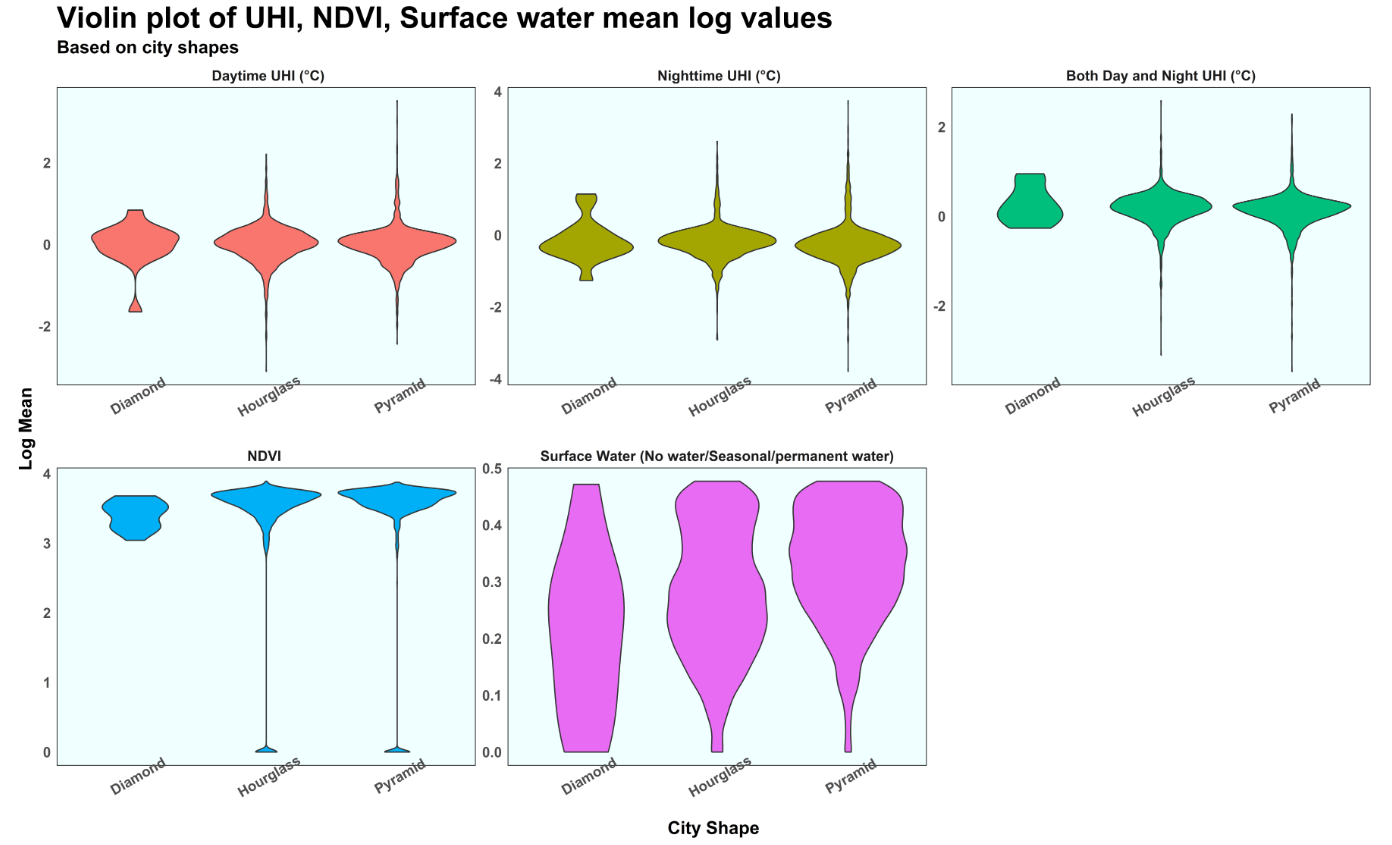 Violin plot of UHI, NDVI, Surface water mean log values
Based on city shapes
Daytime UHI (°C)
2
0
-2
Diamond
Hourglass
Pyramid
Nighttime UHI (°C)
4
2
0
-2
-4
Diamond
Hourglass
Pyramid
Both Day and Night UHI (°C)
2
0
-2
Diamond
Hourglass
Pyramid
Log Mean
NDVI
4
3
2
1
0
Diamond
Hourglass
Pyramid
Surface Water (No water/Seasonal/permanent water)
0.5
0.4
0.3
0.2
0.1
0.0
Diamond
Hourglass
Pyramid
City Shape